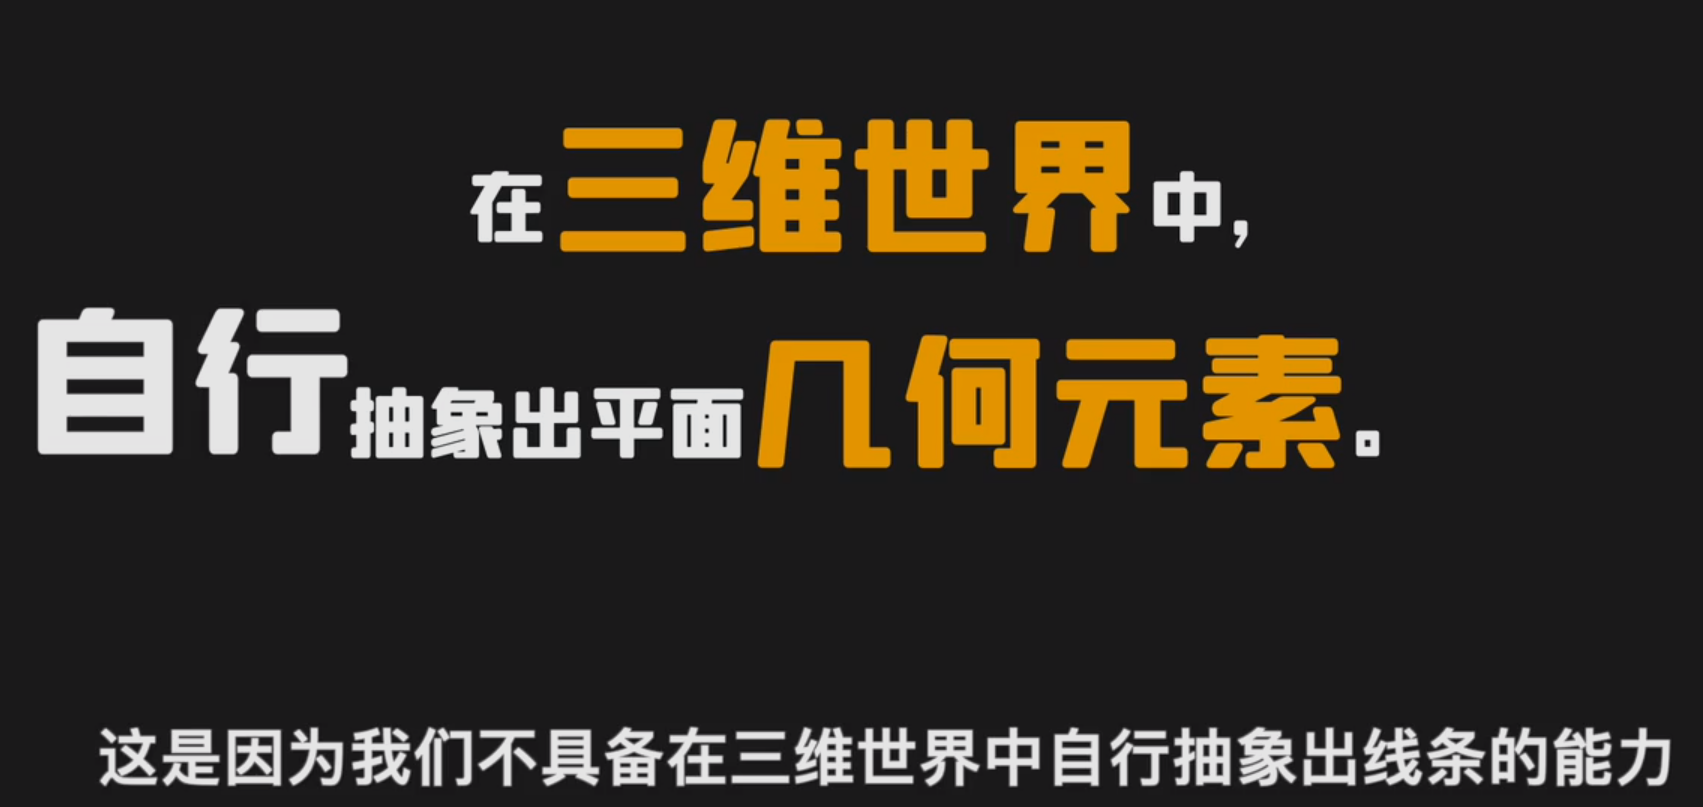 在三维世界中，
自行抽象出平面几何元素。
这是因为我们不具备在三维世界中自行抽象出线条的能力